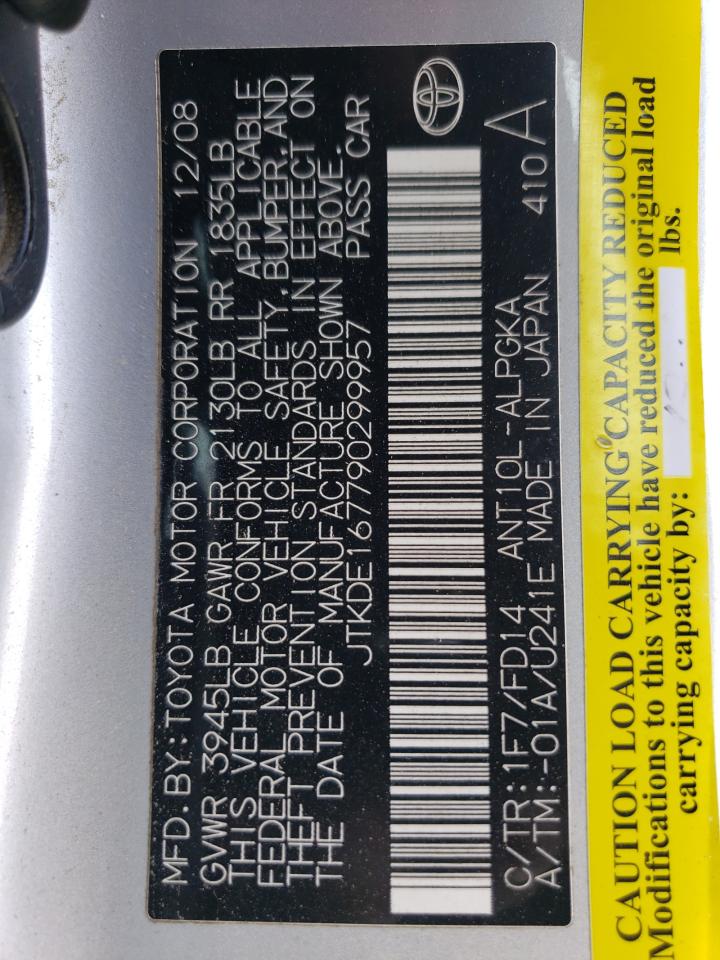 MFD.BY:TOYOTA MOTOR CORPORATION 12/08
GVWR 3945LB GAWR FR 2130LB RR 1835LB
THIS VEHICLE CONFORMS TO ALL APPLICABLE
FEDERAL MOTOR VEHICLE SAFETY,BUMPER,AND
THEFT PREVENTION STANDARDS IN EFFECT ON
THE DATE OF MANUFACTURE SHOWN ABOVE.
JTKDE167790299957 PASS CAR
C/TR:1F7/FD14 ANT10L-ALPGKA
A/TM:-01A/U241E MADE IN JAPAN 410 A
CAUTION LOAD CARRYING CAPACITY REDUCED
Modifications to this vehicle have reduced the original load
carrying capacity by: lbs.